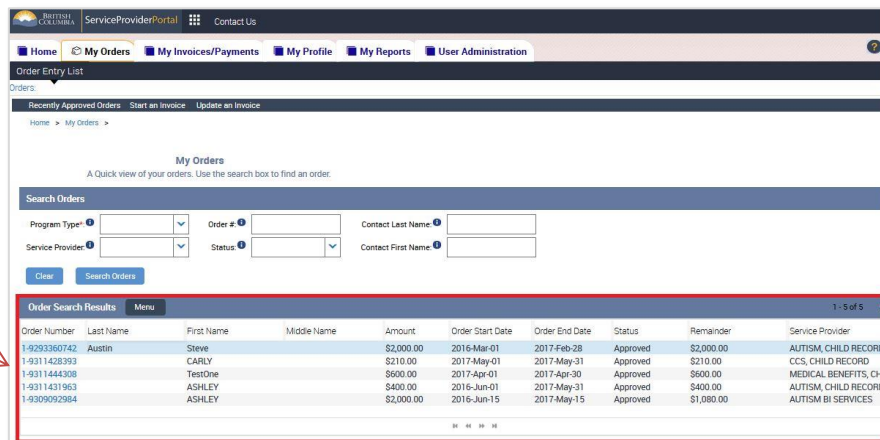 BRITISH COLUMBIA ServiceProviderPortal Contact Us
Home My Orders My Invoices/Payments My Profile My Reports User Administration ?
Order Entry List
Orders:
Recently Approved Orders Start an Invoice Update an Invoice
Home > My Orders >
My Orders
A Quick view of your orders. Use the search box to find an order.
Search Orders
Program Type*: Order #: Contact Last Name:
Service Provider: Status: Contact First Name:
Clear Search Orders
Order Search Results Menu 1 - 5 of 5
Order Number Last Name First Name Middle Name Amount Order Start Date Order End Date Status Remainder Service Provider
1-9293360742 Austin Steve $2,000.00 2016-Mar-01 2017-Feb-28 Approved $2,000.00 AUTISM, CHILD RECORD
1-9311428393 CARLY $210.00 2017-May-01 2017-May-31 Approved $210.00 CCS, CHILD RECORD
1-9311444308 TestOne $600.00 2017-Apr-01 2017-Apr-30 Approved $600.00 MEDICAL BENEFITS, CH
1-9311431963 ASHLEY $400.00 2016-Jun-01 2017-May-31 Approved $400.00 AUTISM, CHILD RECORD
1-9309092984 ASHLEY $2,000.00 2016-Jun-15 2017-May-15 Approved $1,080.00 AUTISM BI SERVICES